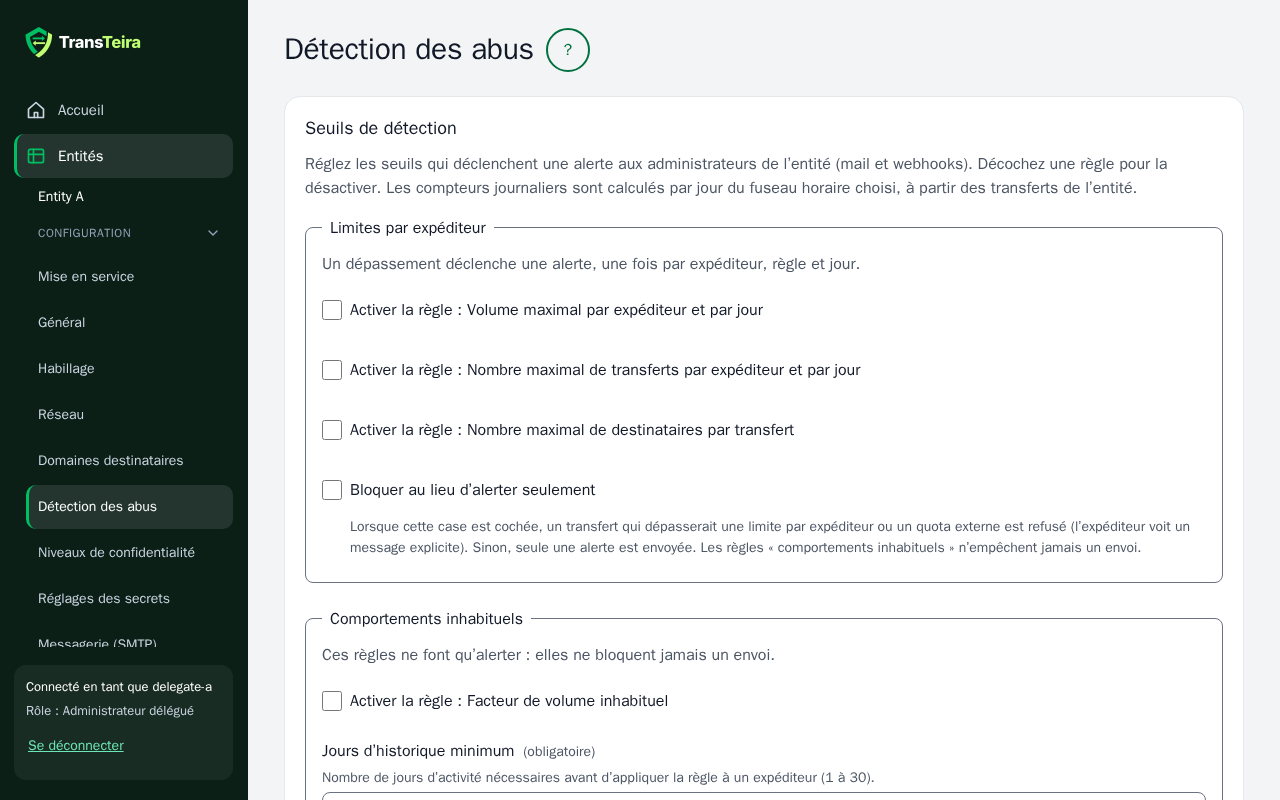 TransTeira
Accueil
Entités
Entity A
CONFIGURATION
Mise en service
Général
Habillage
Réseau
Domaines destinataires
Détection des abus
Niveaux de confidentialité
Réglages des secrets
Messagerie (SMTP)
Connecté en tant que delegate-a
Rôle : Administrateur délégué
Se déconnecter
Détection des abus ?
Seuils de détection
Réglez les seuils qui déclenchent une alerte aux administrateurs de l'entité (mail et webhooks). Décochez une règle pour la
désactiver. Les compteurs journaliers sont calculés par jour du fuseau horaire choisi, à partir des transferts de l'entité.
Limites par expéditeur
Un dépassement déclenche une alerte, une fois par expéditeur, règle et jour.
Activer la règle : Volume maximal par expéditeur et par jour
Activer la règle : Nombre maximal de transferts par expéditeur et par jour
Activer la règle : Nombre maximal de destinataires par transfert
Bloquer au lieu d'alerter seulement
Lorsque cette case est cochée, un transfert qui dépasserait une limite par expéditeur ou un quota externe est refusé (l'expéditeur voit un
message explicite). Sinon, seule une alerte est envoyée. Les règles « comportements inhabituels » n'empêchent jamais un envoi.
Comportements inhabituels
Ces règles ne font qu'alerter : elles ne bloquent jamais un envoi.
Activer la règle : Facteur de volume inhabituel
Jours d'historique minimum (obligatoire)
Nombre de jours d'activité nécessaires avant d'appliquer la règle à un expéditeur (1 à 30).